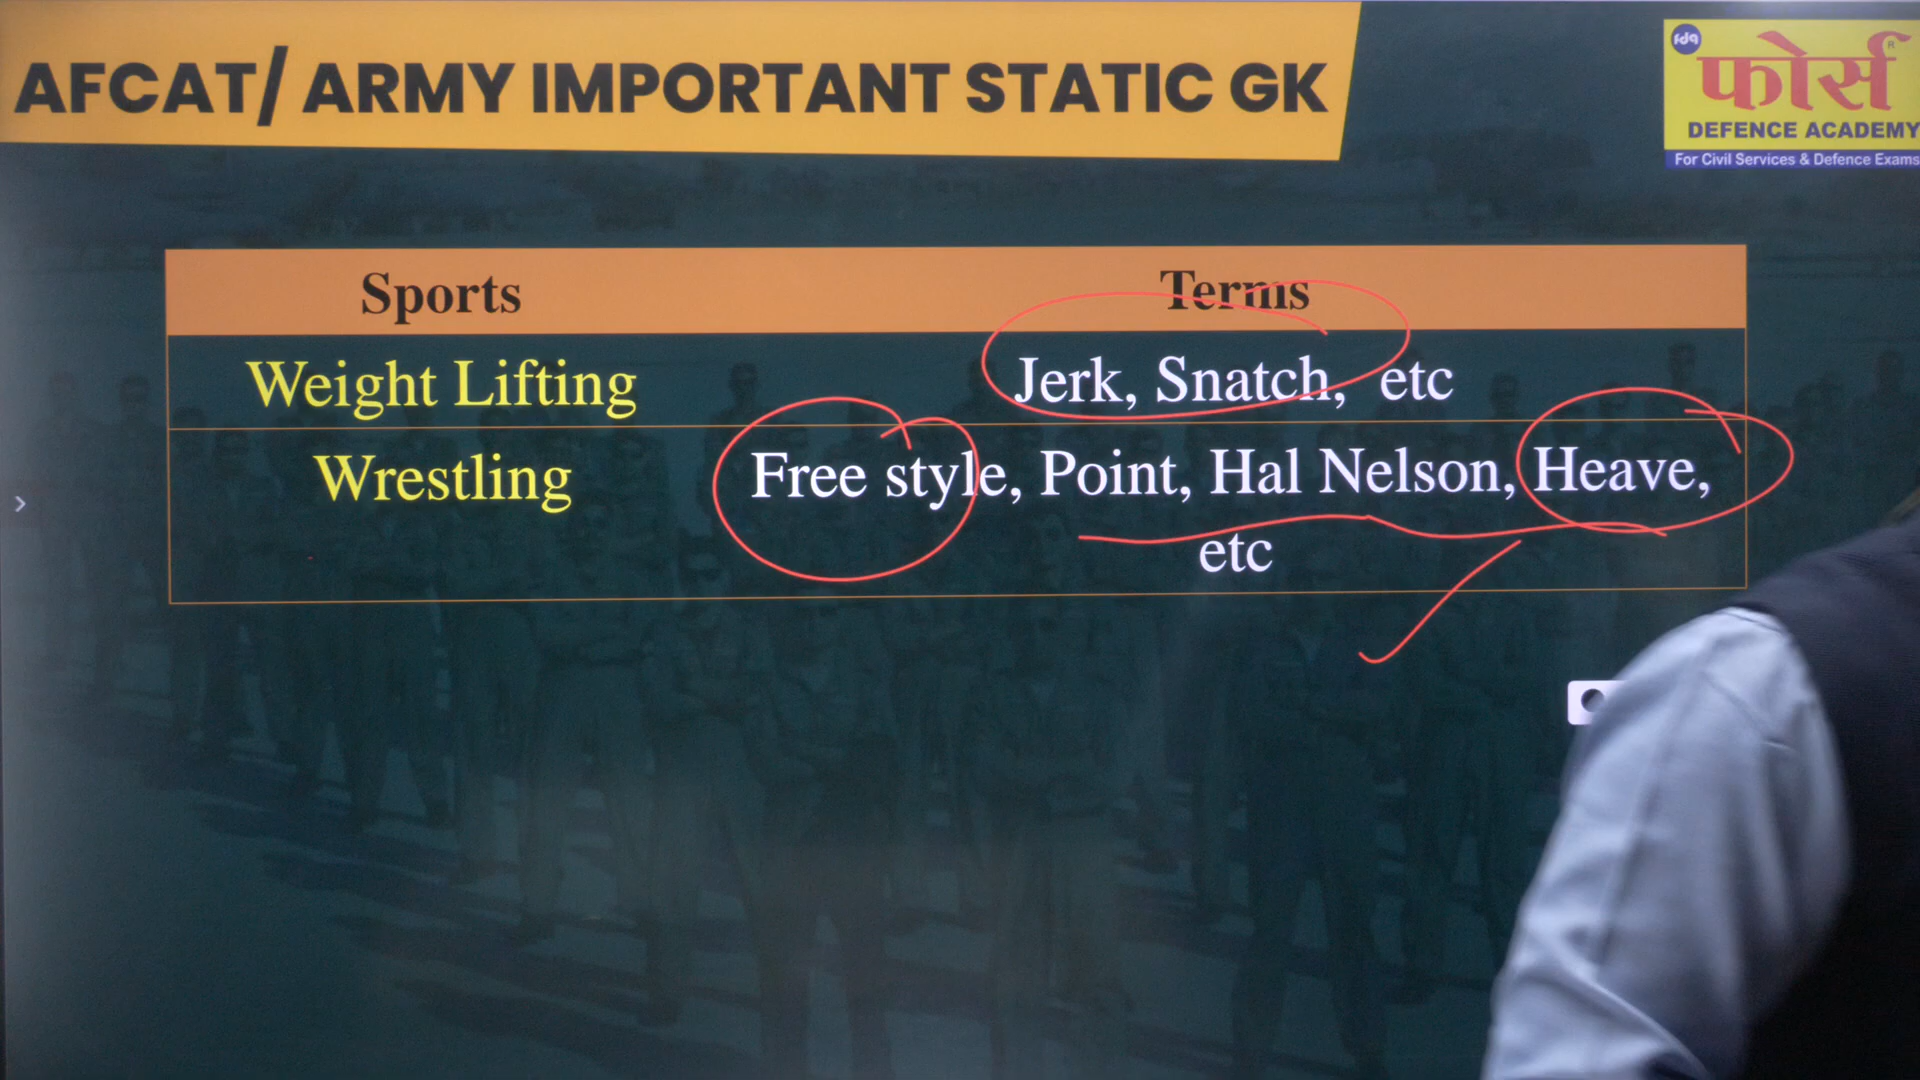 AFCAT/ ARMY IMPORTANT STATIC GK
fda
फोर्स
®
DEFENCE ACADEMY
For Civil Services & Defence Exams
Sports Terms
Weight Lifting Jerk, Snatch, etc
Wrestling Free style, Point, Hal Nelson, Heave,
etc